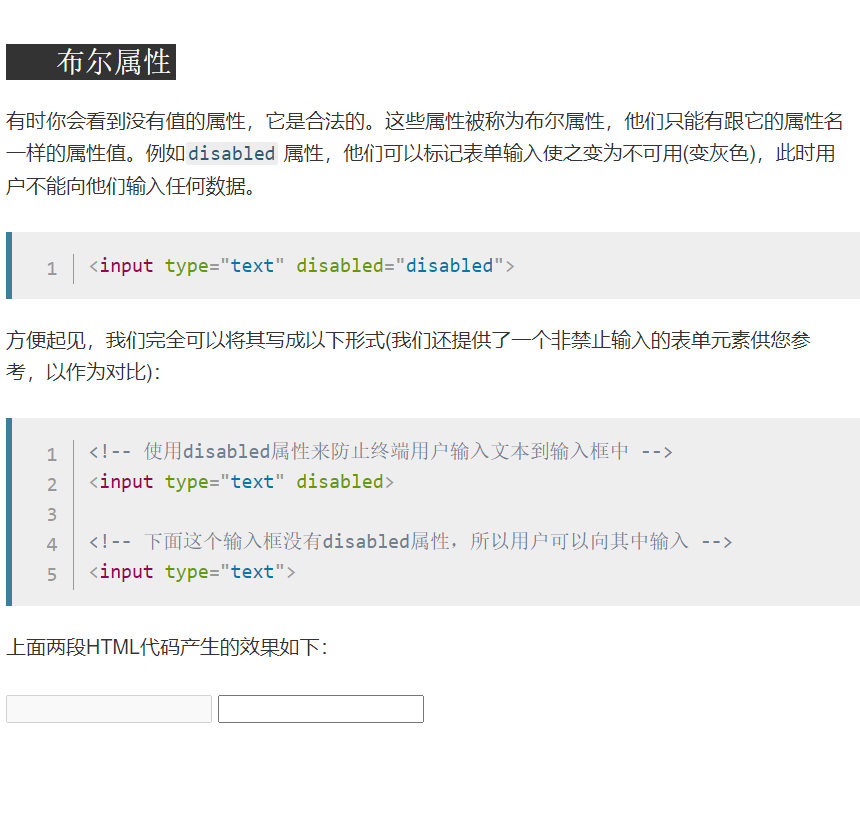 布尔属性
有时你会看到没有值的属性，它是合法的。这些属性被称为布尔属性，他们只能有跟它的属性名
一样的属性值。例如disabled 属性，他们可以标记表单输入使之变为不可用(变灰色)，此时用
户不能向他们输入任何数据。
1 <input type="text" disabled="disabled">
方便起见，我们完全可以将其写成以下形式(我们还提供了一个非禁止输入的表单元素供您参
考，以作为对比)：
1 <!-- 使用disabled属性来防止终端用户输入文本到输入框中 -->
2 <input type="text" disabled>
3
4 <!-- 下面这个输入框没有disabled属性，所以用户可以向其中输入 -->
5 <input type="text">
上面两段HTML代码产生的效果如下：